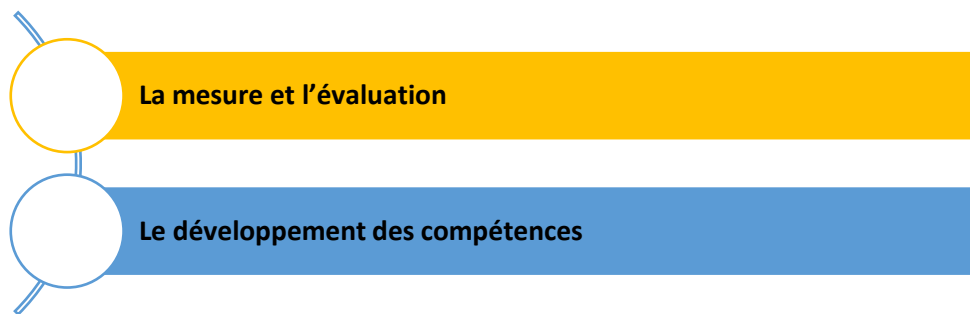 La mesure et l’évaluation
Le développement des compétences